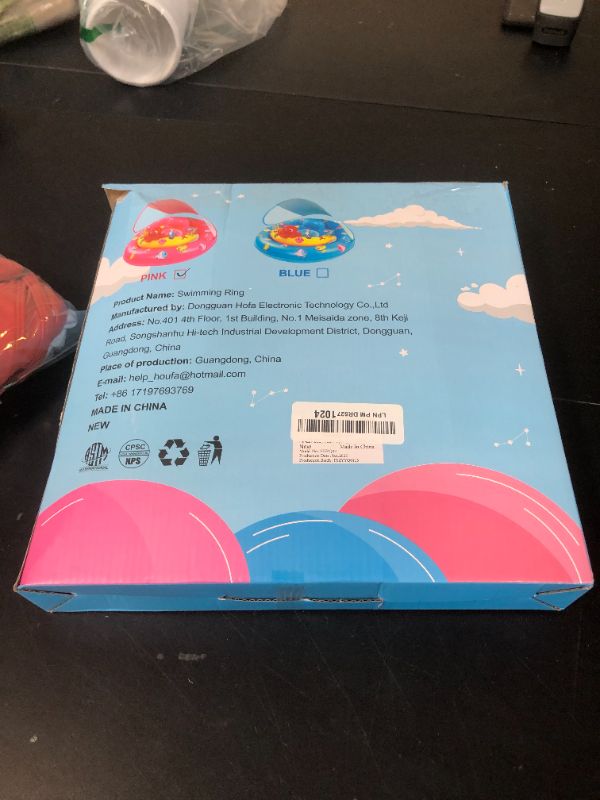 PINK
BLUE
Product Name: Swimming Ring
Manufactured by: Dongguan Hofa Electronic Technology Co.,Ltd
Address: No.401 4th Floor, 1st Building, No.1 Meisaida zone, 8th Keji
Road, Songshanhu Hi-tech Industrial Development District, Dongguan,
Guangdong, China
Place of production: Guangdong, China
E-mail: help_houfa@hotmail.com
Tel: +86 17197693769
MADE IN CHINA
NEW
ASTM
CPSC
NPS
LPN PM DR8271024
New Made in China